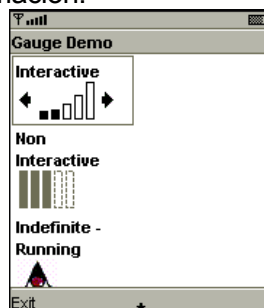 Gauge Demo
Interactive
Non
Interactive
Indefinite -
Running
Exit